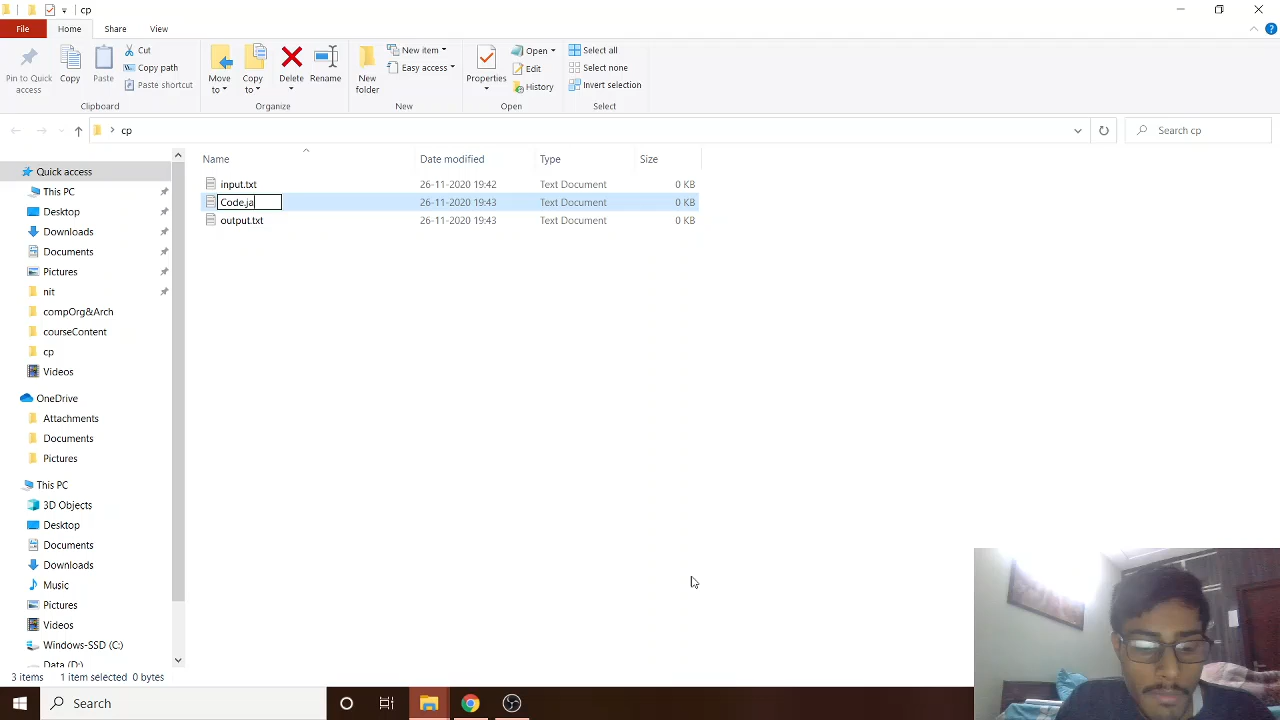 cp
File
Home
Share
View
Pin to Quick access
Copy
Paste
Cut
Copy path
Paste shortcut
Clipboard
Move to
Copy to
Delete
Rename
Organize
New folder
New item
Easy access
New
Properties
Open
Edit
History
Open
Select all
Select none
Invert selection
Select
cp
Search cp
Name
Date modified
Type
Size
input.txt 26-11-2020 19:42 Text Document 0 KB
Code.ja 26-11-2020 19:43 Text Document 0 KB
output.txt 26-11-2020 19:43 Text Document 0 KB
Quick access
This PC
Desktop
Downloads
Documents
Pictures
nit
compOrg&Arch
courseContent
cp
Videos
OneDrive
Attachments
Documents
Pictures
This PC
3D Objects
Desktop
Documents
Downloads
Music
Pictures
Videos
Windows-SSD (C:)
Data (D:)
3 items 1 item selected 0 bytes
Search